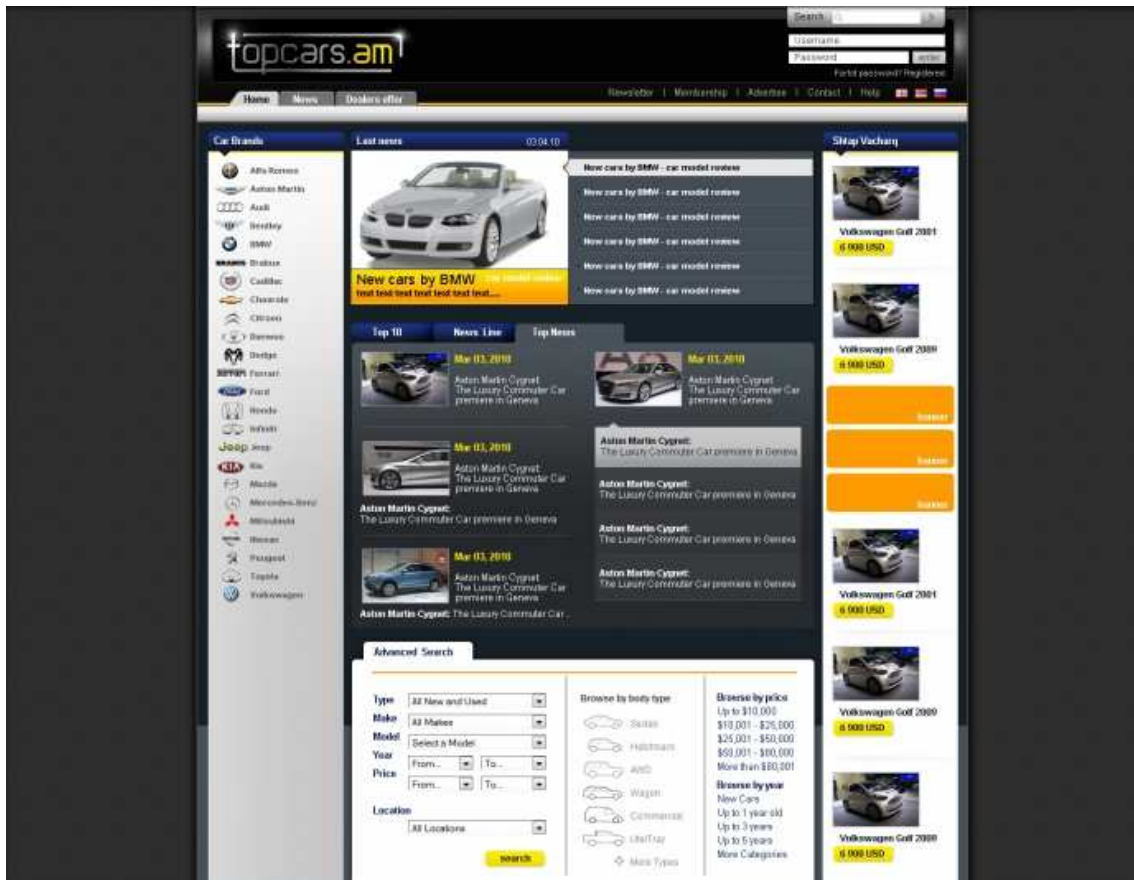 Search
topcars.am
Username
Password
enter
Forgot password? Registeree
Home
News
Dealers offer
Newsletter | Membership | Advertise | Contact | Help
Car Brands
Alfa Romeo
Aston Martin
Audi
Bentley
BMW
Brabus
Cadillac
Chevrole
Citroen
Daewoo
Dodge
Ferrari
Ford
Honda
Infiniti
Jeep Jeep
KIA Kia
Mazda
Mercedes-Benz
Mitsubishi
Nissan
Peugeot
Toyota
Volkswagen
Last news 03.04.10
New cars by BMW car model review
text text text text text text text....
New cars by BMW - car model review
New cars by BMW - car model review
New cars by BMW - car model review
New cars by BMW - car model review
New cars by BMW - car model review
New cars by BMW - car model review
Top 10
News Line
Top News
Mar 03, 2010
Aston Martin Cygnet:
The Luxury Commuter Car
premiere in Geneva
Mar 03, 2010
Aston Martin Cygnet:
The Luxury Commuter Car
premiere in Geneva
Aston Martin Cygnet:
The Luxury Commuter Car premiere in Geneva
Mar 03, 2010
Aston Martin Cygnet:
The Luxury Commuter Car
premiere in Geneva
Aston Martin Cygnet: The Luxury Commuter Car...
Mar 03, 2010
Aston Martin Cygnet:
The Luxury Commuter Car
premiere in Geneva
Aston Martin Cygnet:
The Luxury Commuter Car premiere in Geneva
Aston Martin Cygnet:
The Luxury Commuter Car premiere in Geneva
Aston Martin Cygnet:
The Luxury Commuter Car premiere in Geneva
Aston Martin Cygnet:
The Luxury Commuter Car premiere in Geneva
Advanced Search
Type All New and Used
Make All Makes
Model Select a Model
Year From... To...
Price From... To...
Location
All Locations
search
Browse by body type
Sedan
Hatchback
AWD
Wagon
Commercial
Ute/Tray
More Types
Browse by price
Up to $10,000
$10,001 - $25,000
$25,001 - $50,000
$50,001 - $80,000
More than $80,001
Browse by year
New Cars
Up to 1 year old
Up to 3 years
Up to 5 years
More Categories
Shtap Vacharq
Volkswagen Golf 2001
6 900 USD
Volkswagen Golf 2009
6 900 USD
banner
banner
banner
Volkswagen Golf 2001
6 900 USD
Volkswagen Golf 2009
6 900 USD
Volkswagen Golf 2009
6 900 USD